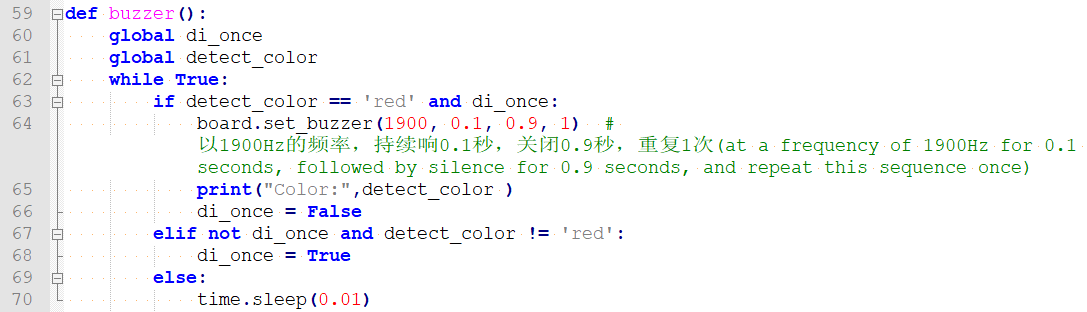 59 def buzzer():
60     global di_once
61     global detect_color
62     while True:
63         if detect_color == 'red' and di_once:
64             board.set_buzzer(1900, 0.1, 0.9, 1)  #
            以1900Hz的频率，持续响0.1秒，关闭0.9秒，重复1次(at a frequency of 1900Hz for 0.1
            seconds, followed by silence for 0.9 seconds, and repeat this sequence once)
65             print("Color:",detect_color )
66             di_once = False
67         elif not di_once and detect_color != 'red':
68             di_once = True
69         else:
70             time.sleep(0.01)